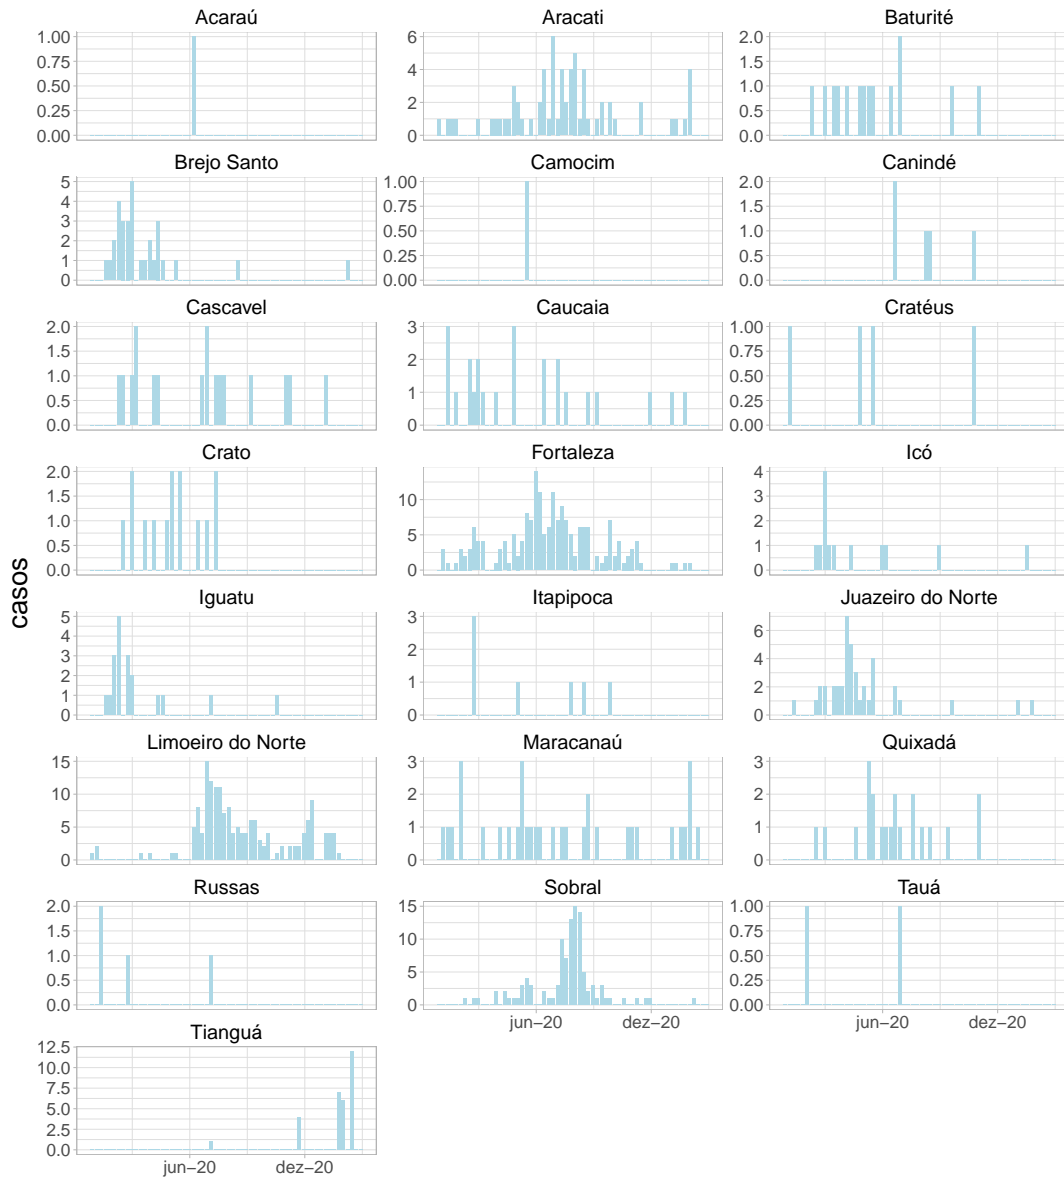 Acaraú Aracati Baturité
1.00 6 2.0
0.75 1.5
4
0.50 1.0
2
0.25 0.5
0.00 0 0.0
Brejo Santo Camocim Canindé
5 1.00 2.0
4 0.75 1.5
3 0.50 1.0
2
1 0.25 0.5
0 0.00 0.0
Cascavel Caucaia Cratéus
2.0 3 1.00
1.5 2 0.75
1.0 0.50
0.5 1 0.25
0.0 0 0.00
Crato Fortaleza Icó
2.0 4
1.5 10 3
1.0 2
0.5 5 1
0.0 0 0
casos
Iguatu Itapipoca Juazeiro do Norte
5 3
4 6
3 2 4
2 1 2
1
0 0 0
Limoeiro do Norte Maracanaú Quixadá
15 3 3
10 2 2
5 1 1
0 0 0
Russas Sobral Tauá
2.0 15 1.00
1.5 10 0.75
1.0 0.50
0.5 5 0.25
0.0 0 0.00
jun–20 dez–20 jun–20 dez–20
Tianguá
12.5
10.0
7.5
5.0
2.5
0.0
jun–20 dez–20